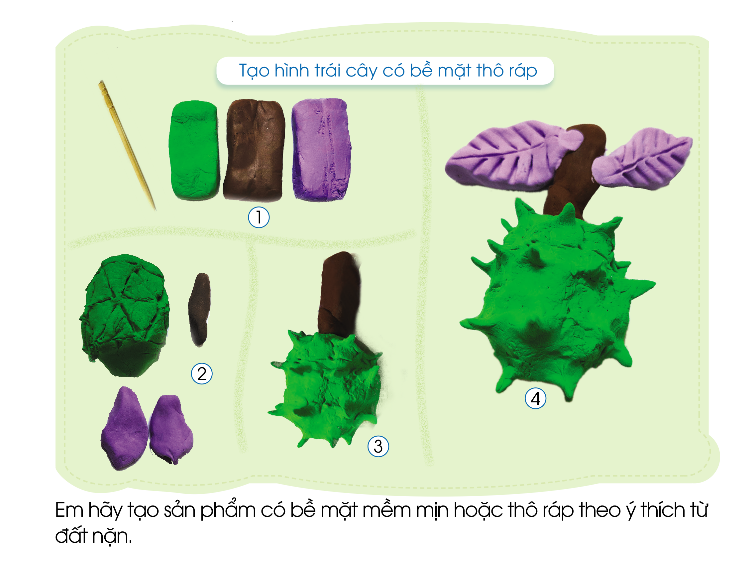 Tạo hình trái cây có bề mặt thô ráp
1
2
3
4
Em hãy tạo sản phẩm có bề mặt mềm mịn hoặc thô ráp theo ý thích từ
đất nặn.